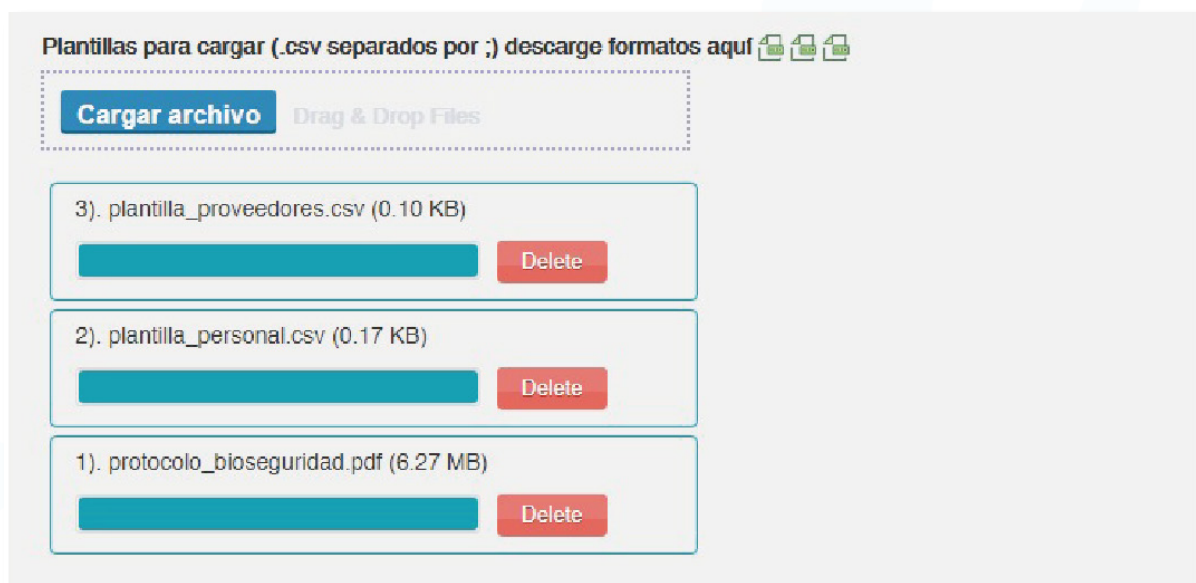 Plantillas para cargar (.csv separados por ;) descarge formatos aquí
Cargar archivo Drag & Drop Files
3). plantilla_proveedores.csv (0.10 KB)
Delete
2). plantilla_personal.csv (0.17 KB)
Delete
1). protocolo_bioseguridad.pdf (6.27 MB)
Delete